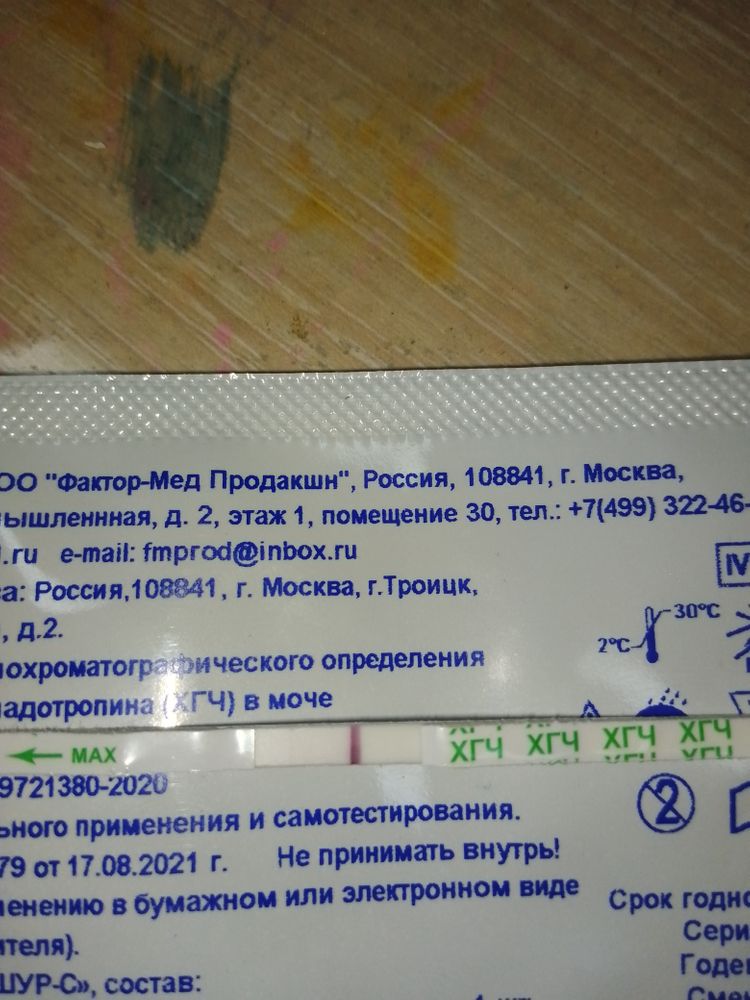 ОО "Фактор-Мед Продакшн", Россия, 108841, г. Москва,
ышленнная, д. 2, этаж 1, помещение 30, тел.: +7(499) 322-46-
.ru e-mail: fmprod@inbox.ru
са: Россия,108841, г. Москва, г.Троицк,
, д.2.
нохроматографического определения
надотропина (ХГЧ) в моче
IV
30°C
2°C
MAX
ХГЧ ХГЧ ХГЧ ХГЧ
9721380-2020
ьного применения и самотестирования.
79 от 17.08.2021 г. Не принимать внутрь!
менению в бумажном или электронном виде
ителя).
ШУР-С», состав:
2
Срок годно
Сери
Годе